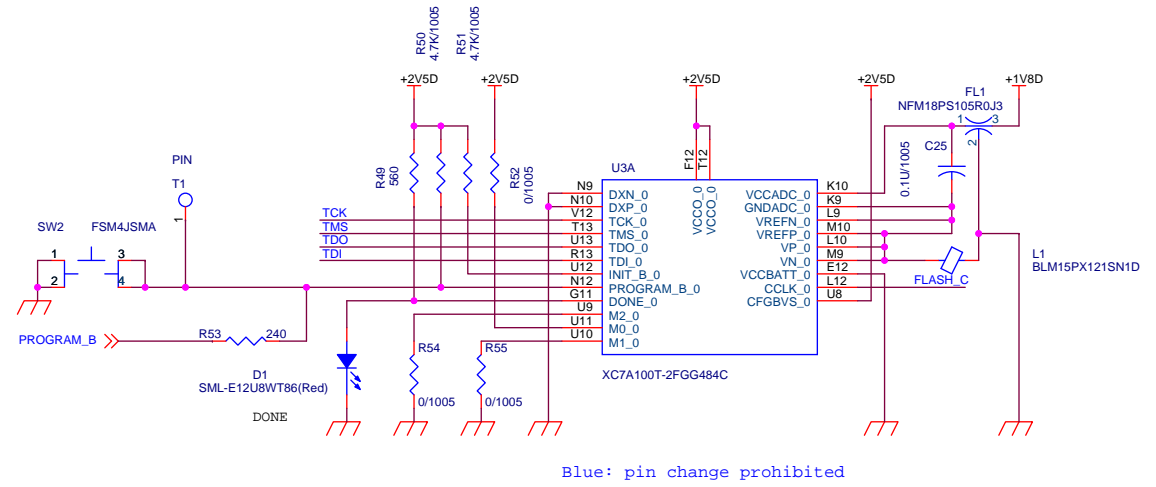 R50
4.7K/1005
R51
4.7K/1005
+2V5D
+2V5D
+2V5D
+2V5D
+1V8D
FL1
NFM18PS105R0J3
1
3
2
C25
0.1U/1005
PIN
T1
1
R49
560
R52
0/1005
F12
T12
U3A
VCCO_0
VCCO_0
N9
DXN_0
VCCADC_0
K10
N10
DXP_0
GNDADC_0
K9
TCK
V12
TCK_0
VREFN_0
L9
TMS
T13
TMS_0
VREFP_0
M10
TDO
U13
TDO_0
VP_0
L10
TDI
R13
TDI_0
VN_0
M9
U12
INIT_B_0
VCCBATT_0
E12
N12
PROGRAM_B_0
CCLK_0
L12
FLASH_C
G11
DONE_0
CFGBVS_0
U8
U9
M2_0
U11
M0_0
U10
M1_0
L1
BLM15PX121SN1D
SW2
FSM4JSMA
1
3
2
4
PROGRAM_B
R53
240
R54
R55
0/1005
0/1005
D1
SML-E12U8WT86(Red)
DONE
XC7A100T-2FGG484C
Blue: pin change prohibited